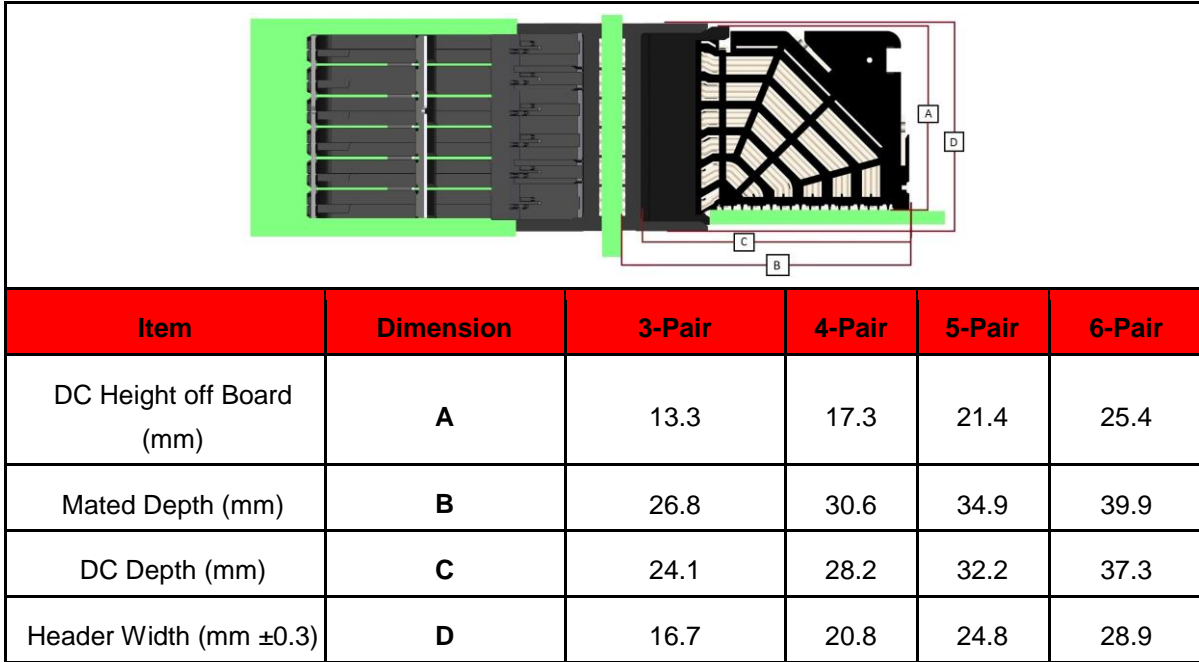 A
D
C
B
Item Dimension 3-Pair 4-Pair 5-Pair 6-Pair
DC Height off Board
(mm) A 13.3 17.3 21.4 25.4
Mated Depth (mm) B 26.8 30.6 34.9 39.9
DC Depth (mm) C 24.1 28.2 32.2 37.3
Header Width (mm ±0.3) D 16.7 20.8 24.8 28.9